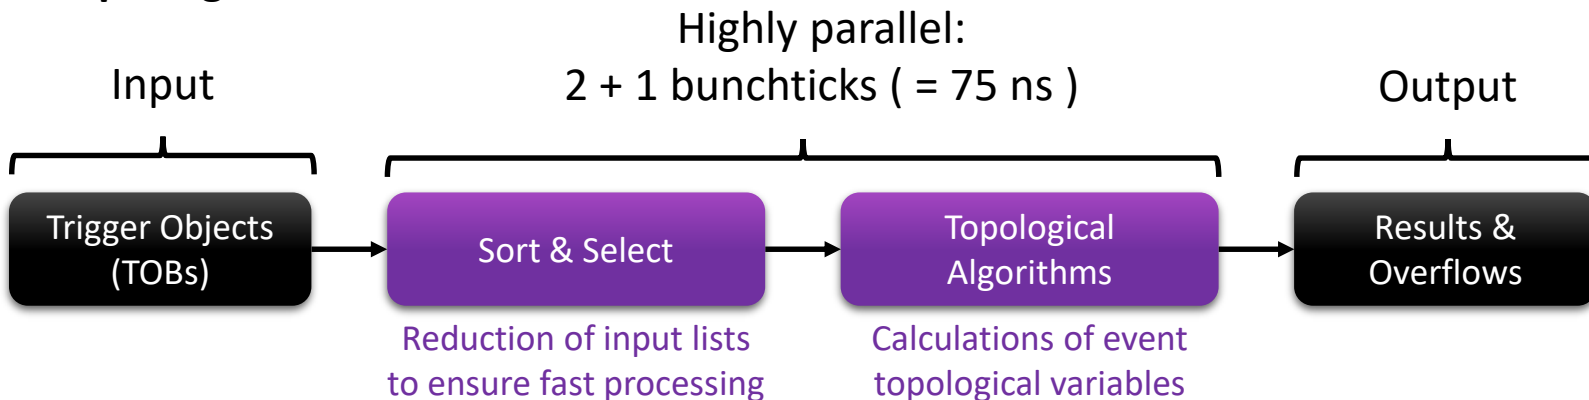 Highly parallel:
Input
2 + 1 bunchticks ( = 75 ns )
Output
Trigger Objects
(TOBs)
Sort & Select
Topological
Algorithms
Results &
Overflows
Reduction of input lists
to ensure fast processing
Calculations of event
topological variables